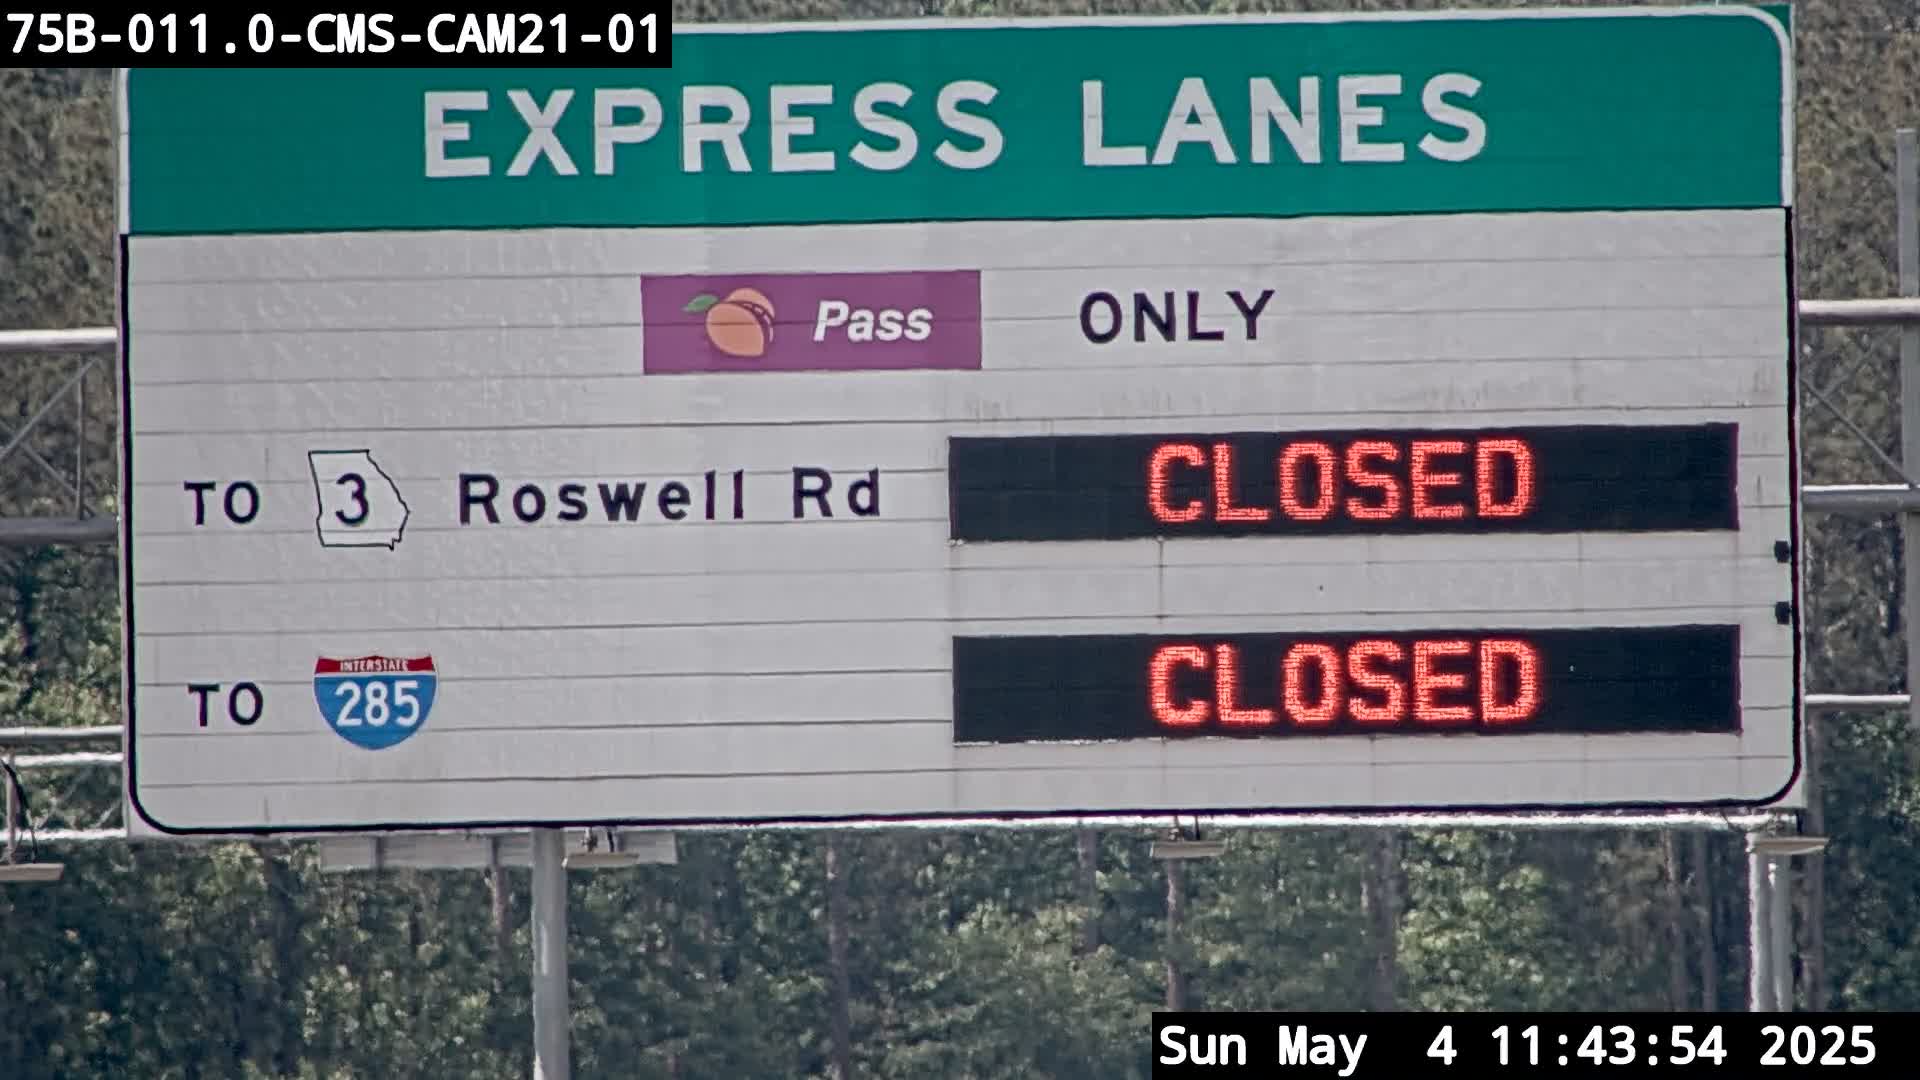 75B-011.0-CMS-CAM21-01
EXPRESS LANES
Pass ONLY
TO 3 Roswell Rd CLOSED
TO INTERSTATE 285 CLOSED
Sun May 4 11:43:54 2025